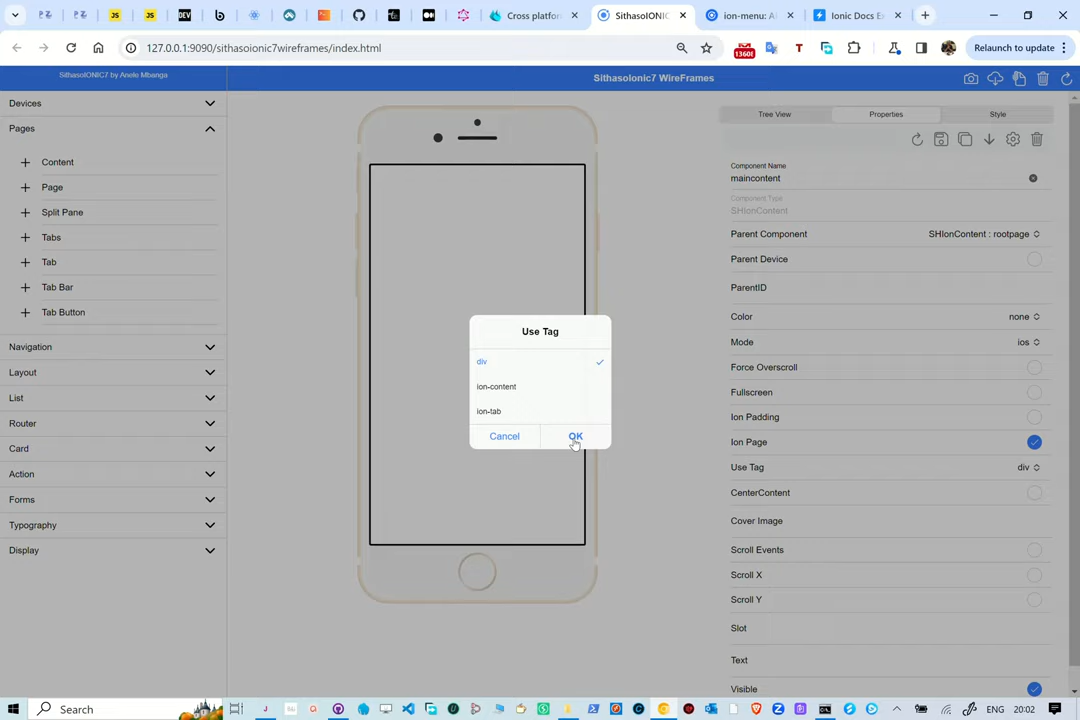 Cross platfor
SithasoIONIC
ion-menu: A
Ionic Docs Ex
127.0.0.1:9090/sithasoionic7wireframes/index.html
Relaunch to update
SithasoIONIC7 by Anele Mbanga
SithasoIonic7 WireFrames
Devices
Pages
Content
Page
Split Pane
Tabs
Tab
Tab Bar
Tab Button
Navigation
Layout
List
Router
Card
Action
Forms
Typography
Display
Use Tag
div
ion-content
ion-tab
Cancel
OK
Tree View
Properties
Style
Component Name
maincontent
Component Type
SHIonContent
Parent Component
SHIonContent : rootpage
Parent Device
ParentID
Color
none
Mode
ios
Force Overscroll
Fullscreen
Ion Padding
Ion Page
Use Tag
div
CenterContent
Cover Image
Scroll Events
Scroll X
Scroll Y
Slot
Text
Visible
Search
ENG
20:02